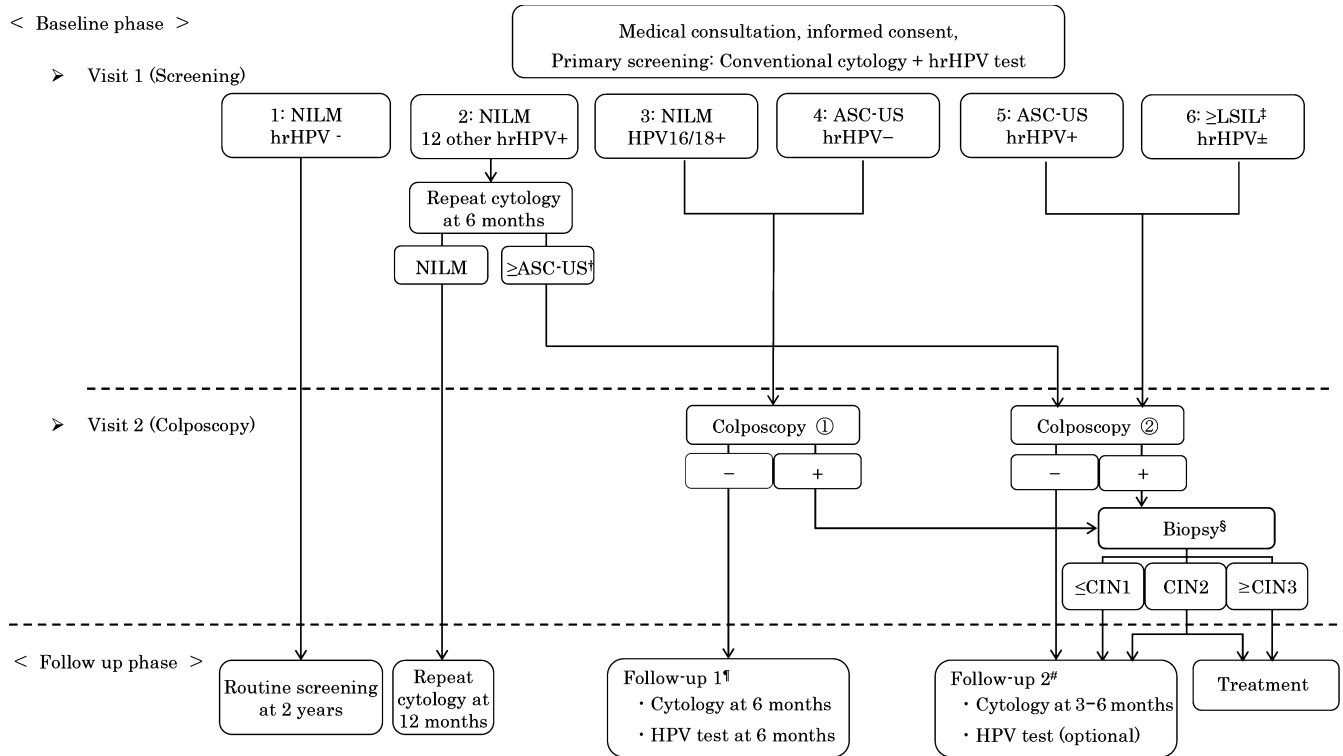 < Baseline phase >
Medical consultation, informed consent,
Primary screening: Conventional cytology + hrHPV test
➢ Visit 1 (Screening)
1: NILM
hrHPV -
2: NILM
12 other hrHPV+
3: NILM
HPV16/18+
4: ASC-US
hrHPV−
5: ASC-US
hrHPV+
6: ≥LSIL‡
hrHPV±
Repeat cytology
at 6 months
NILM
≥ASC-US†
➢ Visit 2 (Colposcopy)
Colposcopy ①
Colposcopy ②
−
+
−
+
Biopsy§
≤CIN1
CIN2
≥CIN3
< Follow up phase >
Routine screening
at 2 years
Repeat
cytology at
12 months
Follow-up 1¶
・Cytology at 6 months
・HPV test at 6 months
Follow-up 2#
・Cytology at 3−6 months
・HPV test (optional)
Treatment